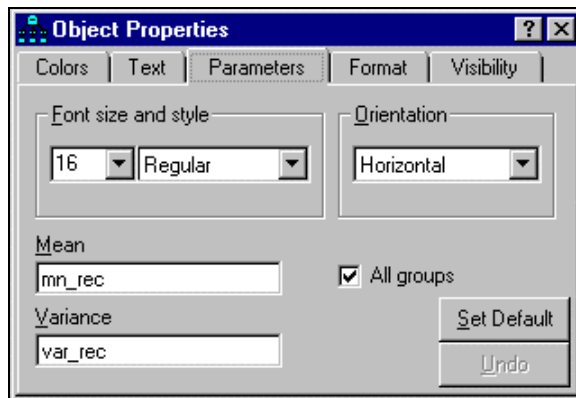 Object Properties
Colors Text Parameters Format Visibility
Font size and style
Orientation
16 Regular
Horizontal
Mean
mn_rec
All groups
Variance
var_rec
Set Default
Undo